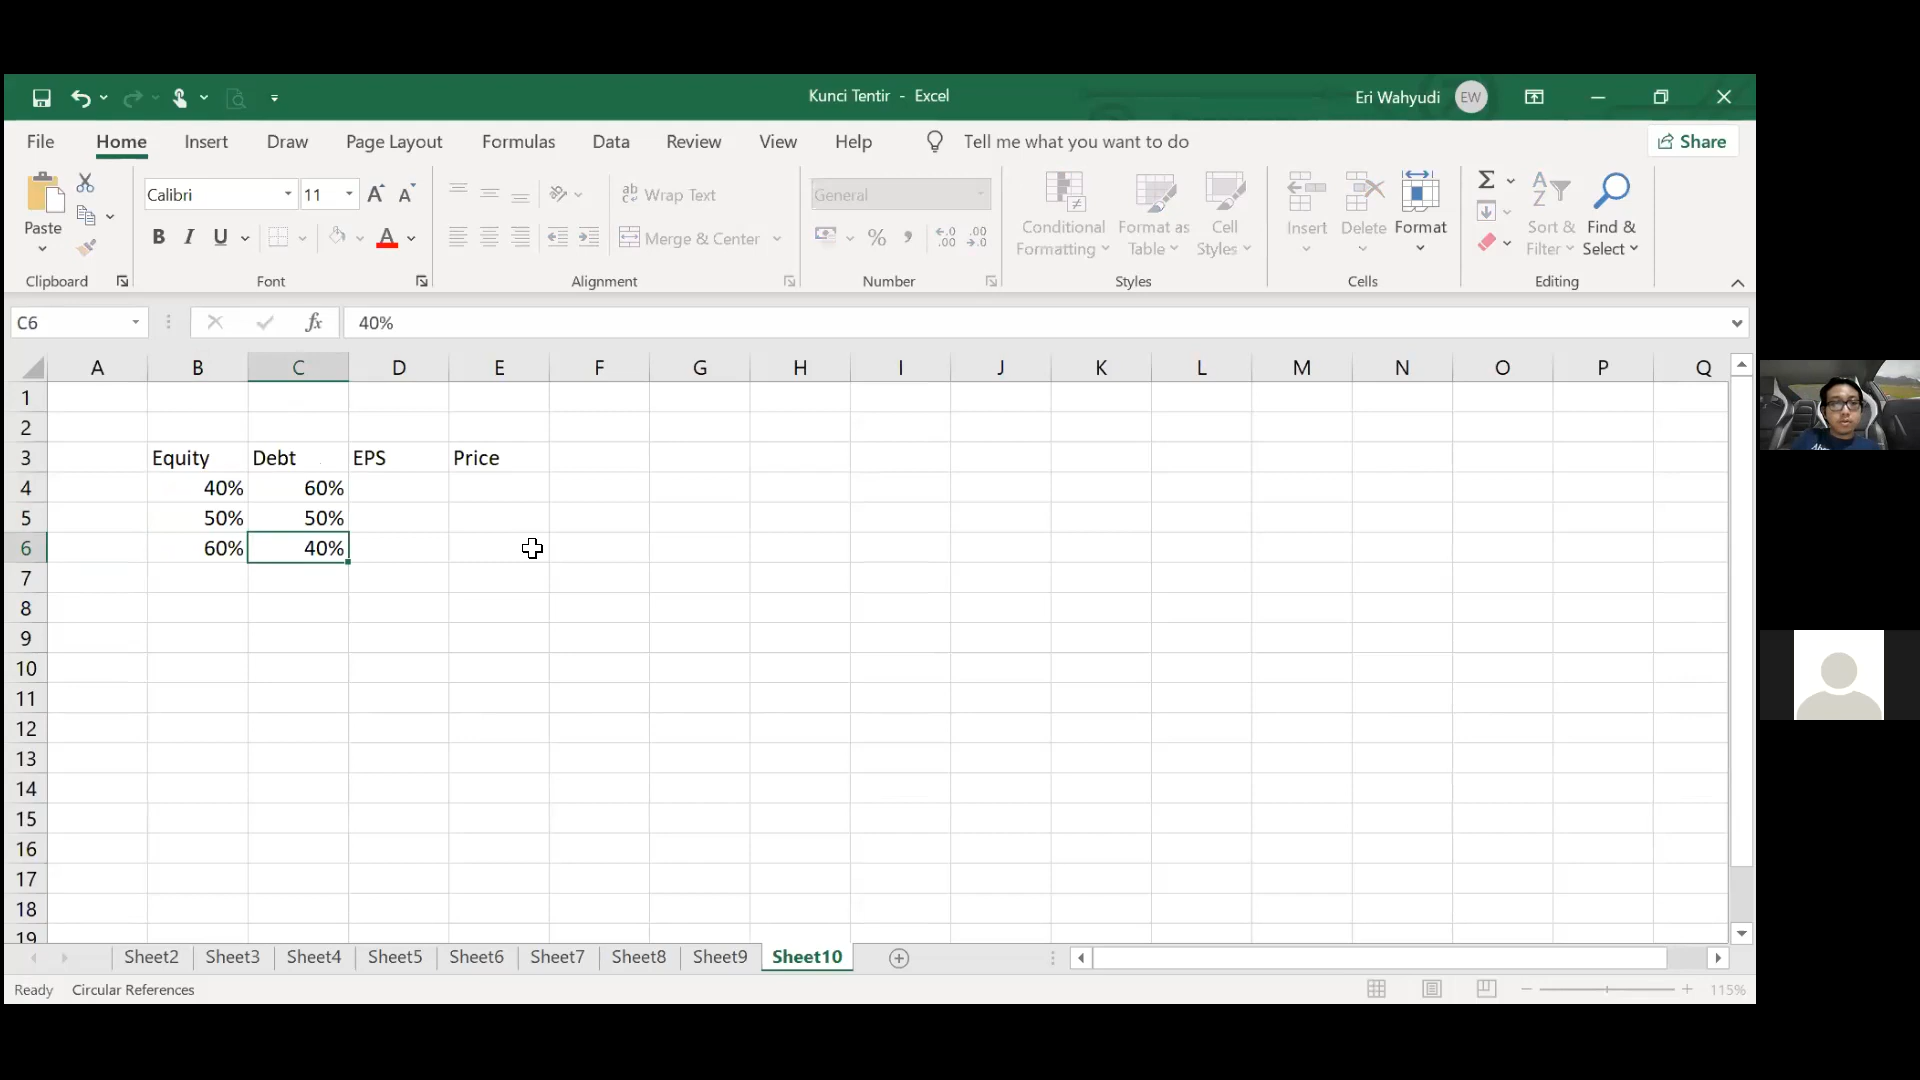 Kunci Tentir - Excel
Eri Wahyudi EW
File Home Insert Draw Page Layout Formulas Data Review View Help Tell me what you want to do Share
Calibri 11 A A ab Wrap Text General
Paste B I U A Merge & Center % , Conditional Formatting Format as Table Cell Styles Insert Delete Format Sort & Filter Find & Select
Clipboard Font Alignment Number Styles Cells Editing
C6 fx 40%
A B C D E F G H I J K L M N O P Q
1
2
3 Equity Debt EPS Price
4 40% 60%
5 50% 50%
6 60% 40%
7
8
9
10
11
12
13
14
15
16
17
18
19
Sheet2 Sheet3 Sheet4 Sheet5 Sheet6 Sheet7 Sheet8 Sheet9 Sheet10
Ready Circular References 115%